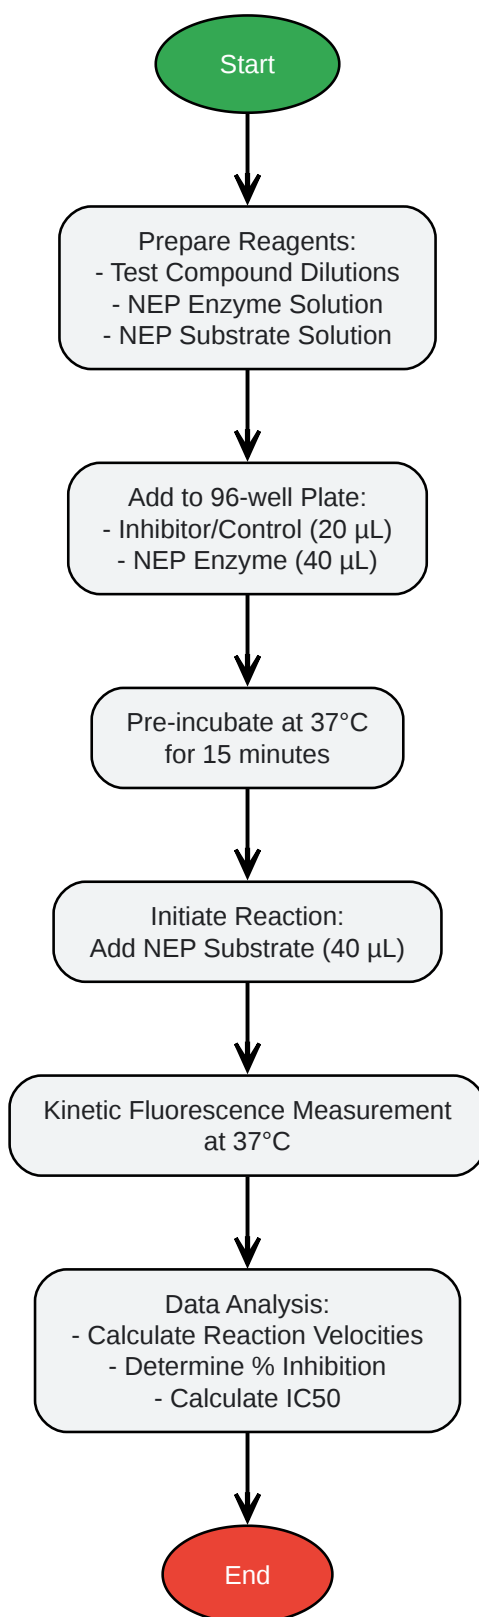 Start
Prepare Reagents:
- Test Compound Dilutions
- NEP Enzyme Solution
- NEP Substrate Solution
Add to 96-well Plate:
- Inhibitor/Control (20 µL)
- NEP Enzyme (40 µL)
Pre-incubate at 37°C
for 15 minutes
Initiate Reaction:
Add NEP Substrate (40 µL)
Kinetic Fluorescence Measurement
at 37°C
Data Analysis:
- Calculate Reaction Velocities
- Determine % Inhibition
- Calculate IC50
End